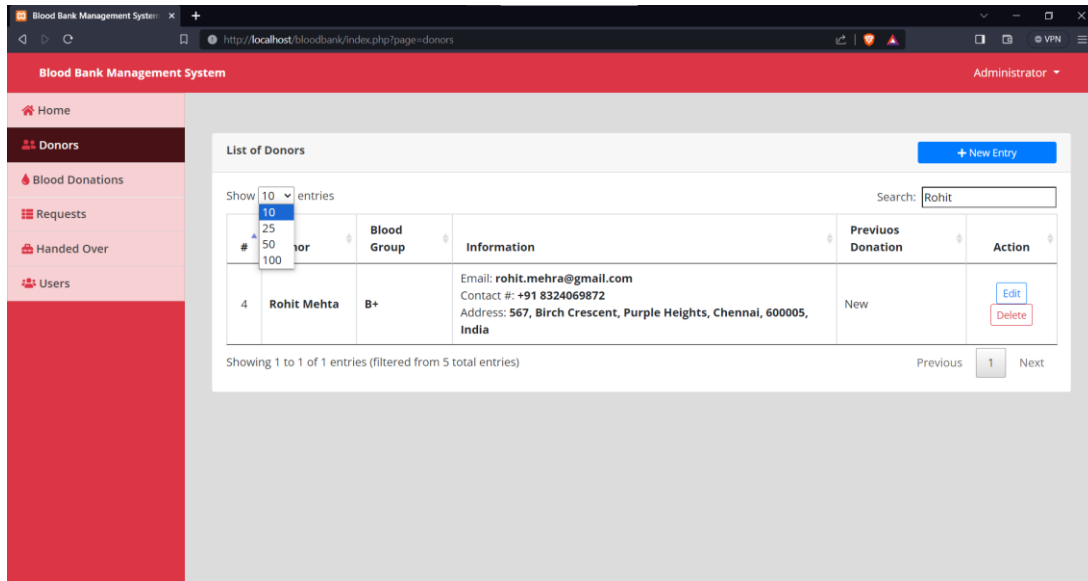 Blood Bank Management System
http://localhost/bloodbank/index.php?page=donors
VPN
Blood Bank Management System
Administrator
Home
Donors
Blood Donations
Requests
Handed Over
Users
List of Donors
+ New Entry
Show 10 entries
Search: Rohit
10
25
50
100
#
Blood
Group
Information
Previuos
Donation
Action
4
Rohit Mehta
B+
Email: rohit.mehra@gmail.com
Contact #: +91 8324069872
Address: 567, Birch Crescent, Purple Heights, Chennai, 600005,
India
New
Edit
Delete
Showing 1 to 1 of 1 entries (filtered from 5 total entries)
Previous
1
Next